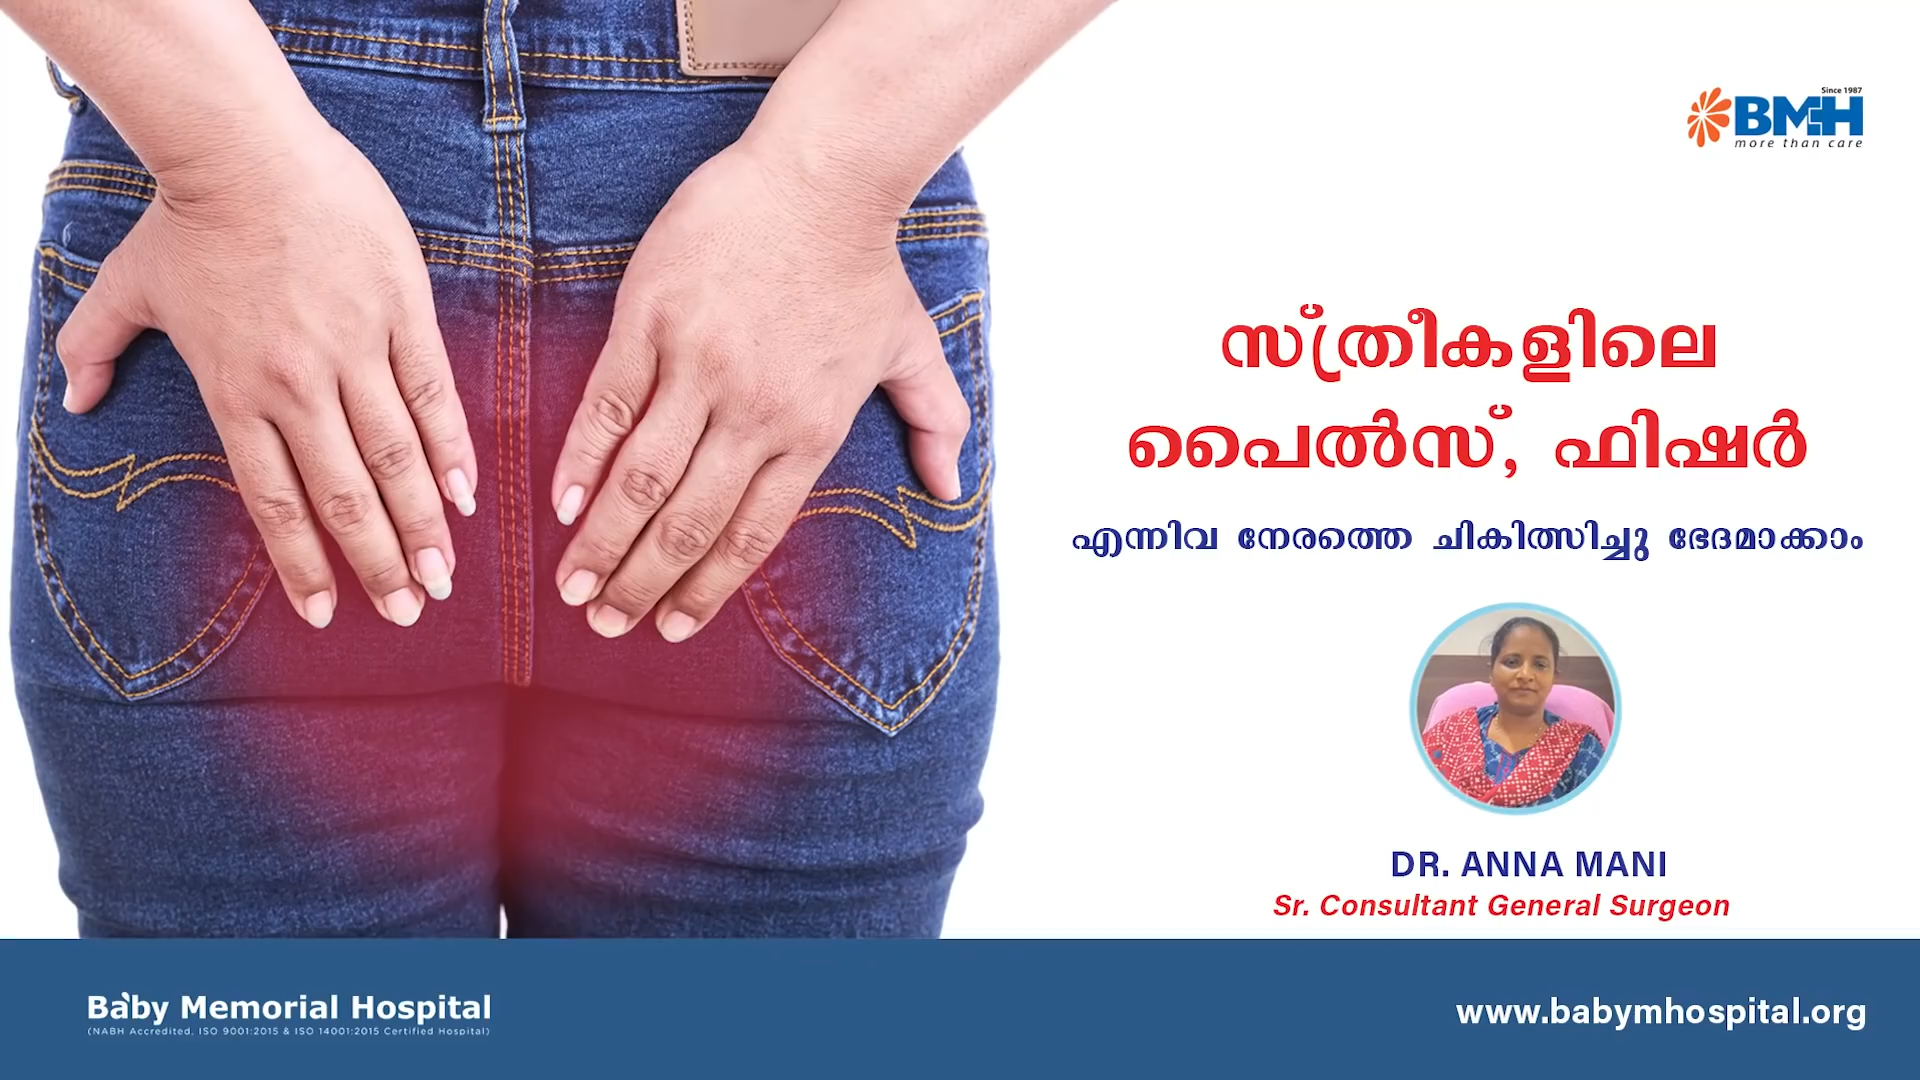 Since 1987
BMH
more than care
സ്ത്രീകളിലെ
പൈൽസ്, ഫിഷർ
എന്നിവ നേരത്തെ ചികിത്സിച്ചു ഭേദമാക്കാം
DR. ANNA MANI
Sr. Consultant General Surgeon
Baby Memorial Hospital
(NABH Accredited, ISO 9001:2015 & ISO 14001:2015 Certified Hospital)
www.babymhospital.org